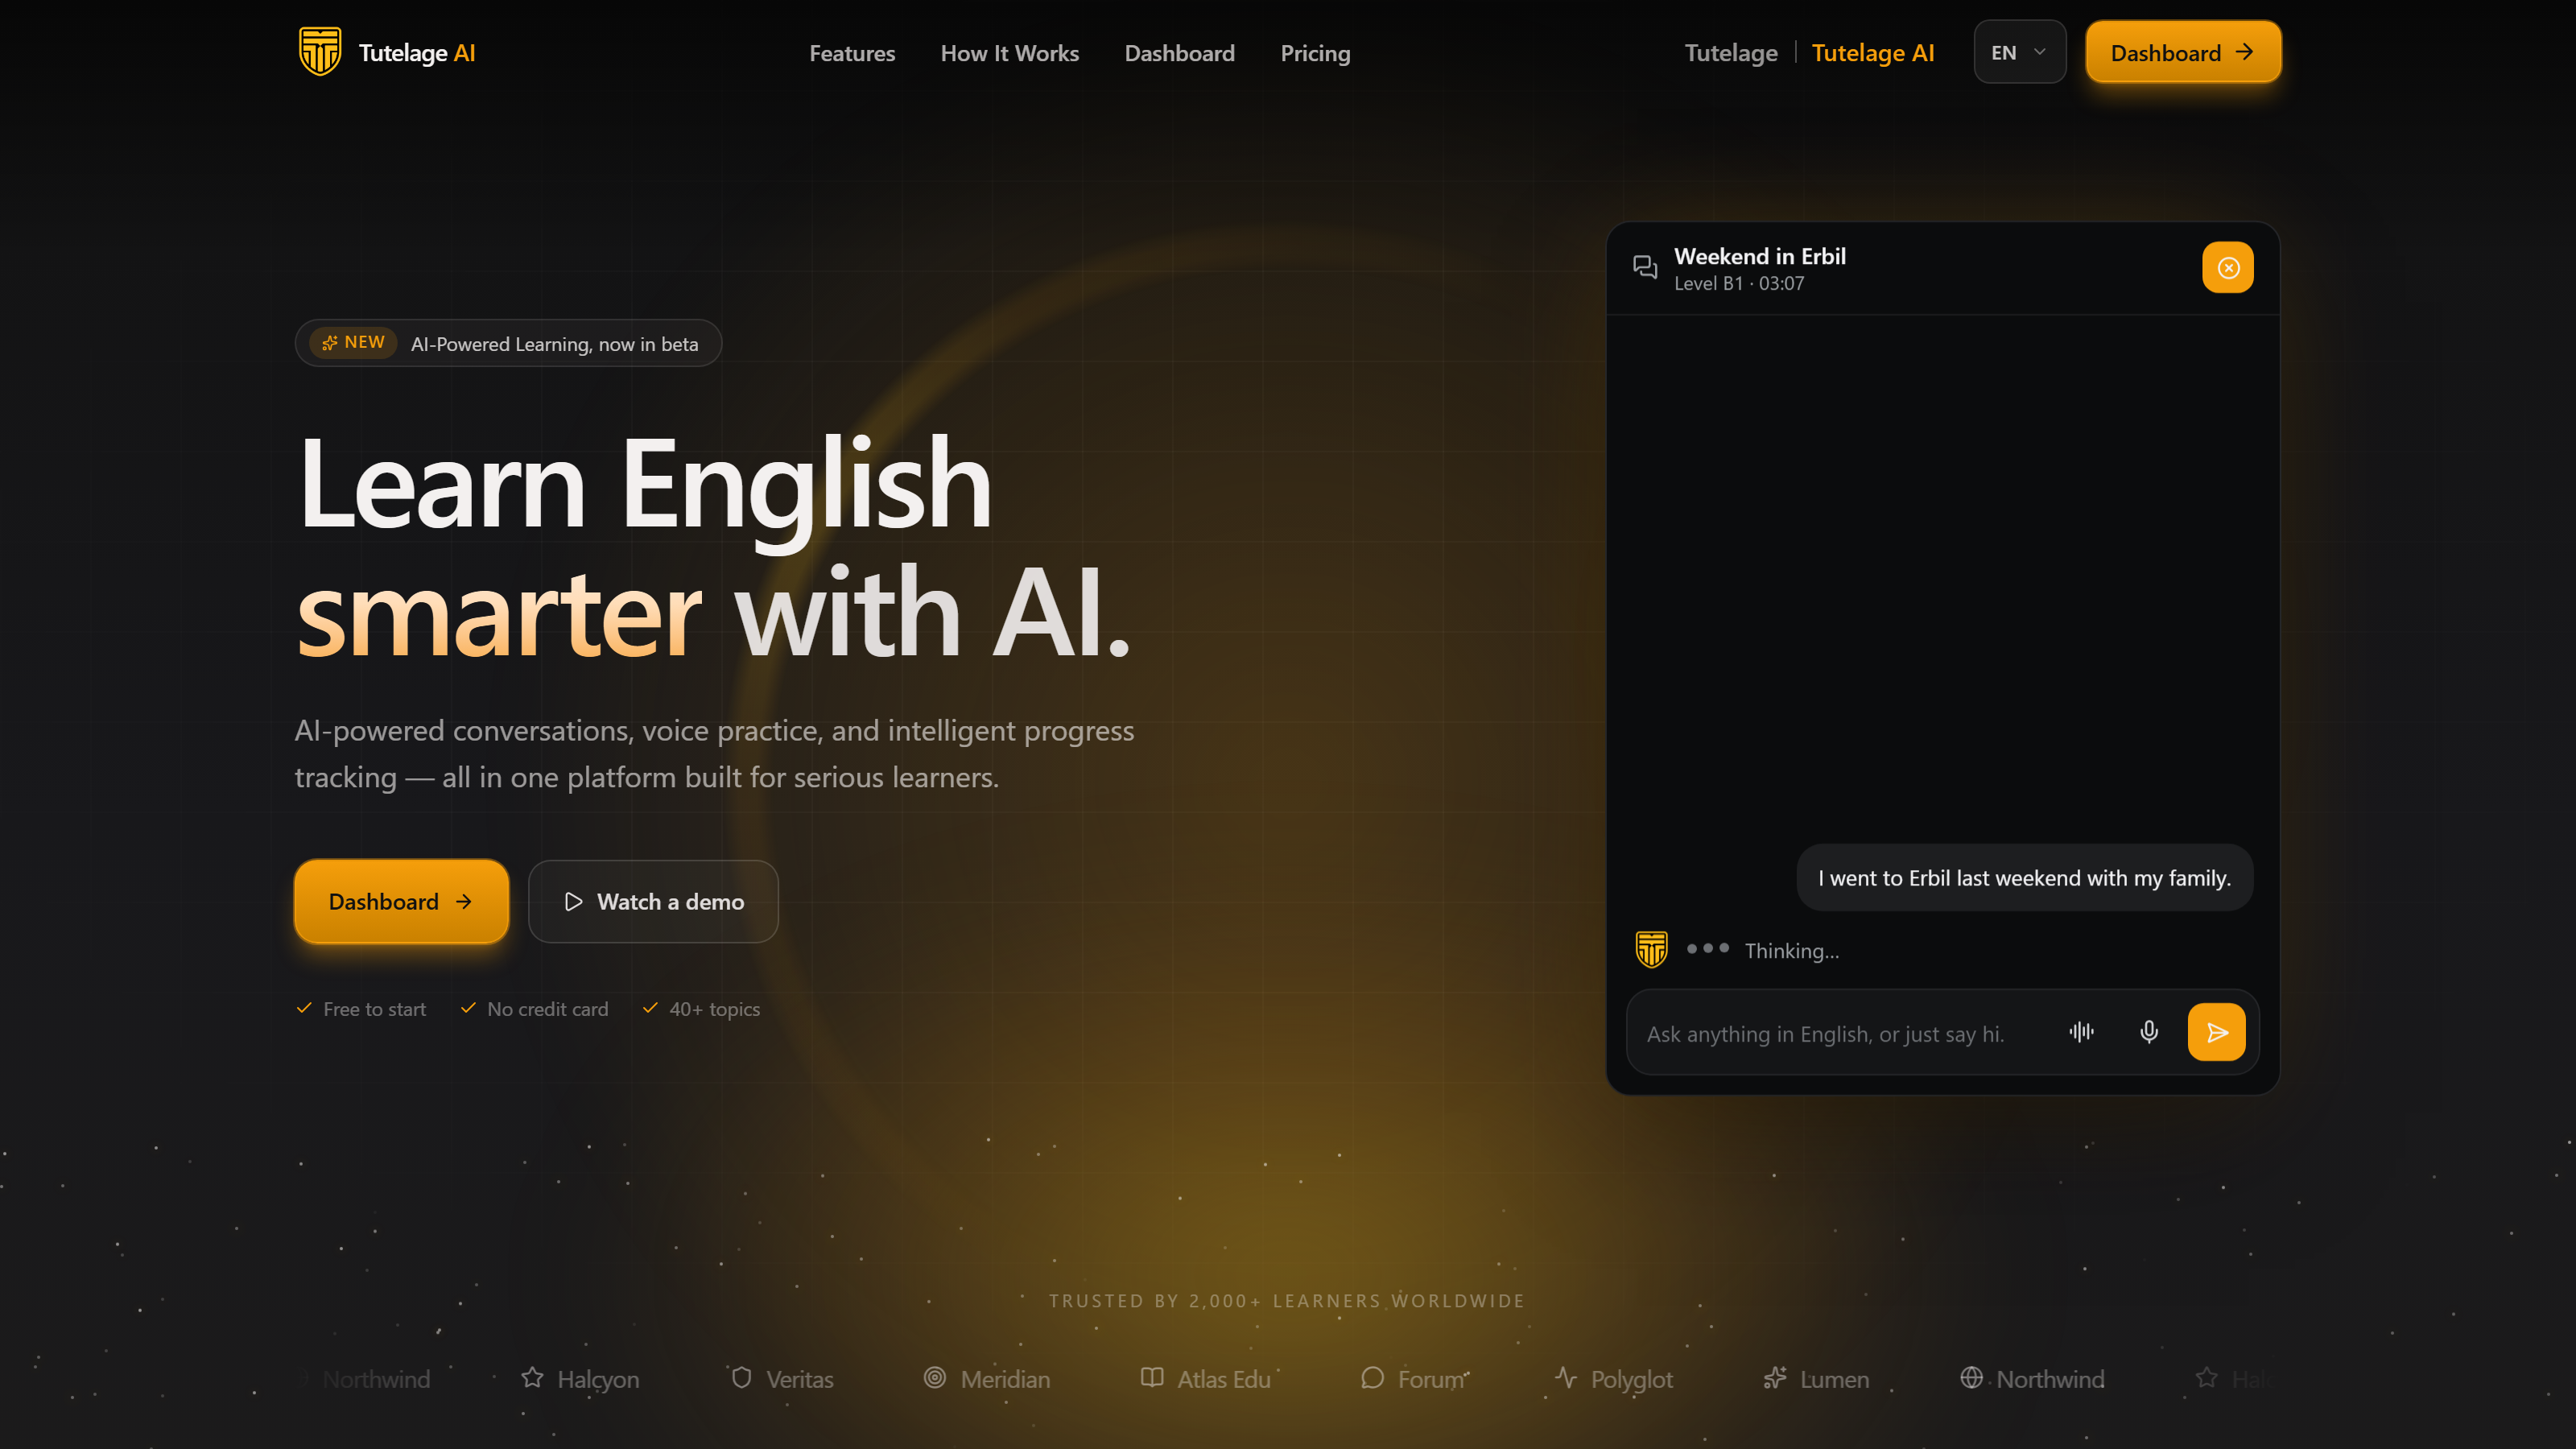 Tutelage AI
Features How It Works Dashboard Pricing
Tutelage Tutelage AI
EN
Dashboard
NEW AI-Powered Learning, now in beta
Learn English
smarter with AI.
AI-powered conversations, voice practice, and intelligent progress
tracking — all in one platform built for serious learners.
Dashboard
Watch a demo
Free to start No credit card 40+ topics
Weekend in Erbil
Level B1 · 03:07
I went to Erbil last weekend with my family.
Thinking...
Ask anything in English, or just say hi.
TRUSTED BY 2,000+ LEARNERS WORLDWIDE
Northwind Halcyon Veritas Meridian Atlas Edu Forum Polyglot Lumen Northwind